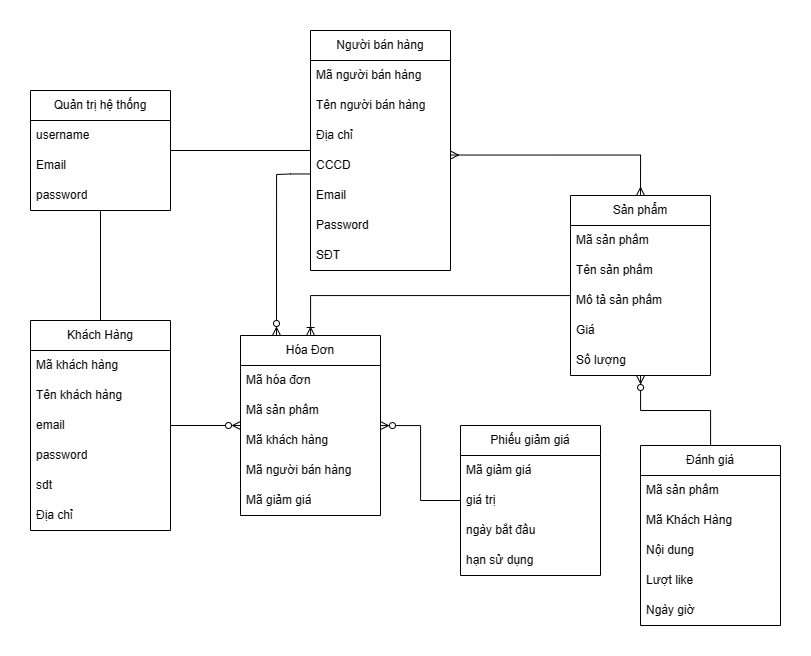 Người bán hàng
Mã người bán hàng
Tên người bán hàng
Địa chỉ
CCCD
Email
Password
SĐT
Quản trị hệ thống
username
Email
password
Sản phẩm
Mã sản phẩm
Tên sản phẩm
Mô tả sản phẩm
Giá
Số lượng
Khách Hàng
Mã khách hàng
Tên khách hàng
email
password
sdt
Địa chỉ
Hóa Đơn
Mã hóa đơn
Mã sản phẩm
Mã khách hàng
Mã người bán hàng
Mã giảm giá
Phiếu giảm giá
Mã giảm giá
giá trị
ngày bắt đầu
hạn sử dụng
Đánh giá
Mã sản phẩm
Mã Khách Hàng
Nội dung
Lượt like
Ngày giờ